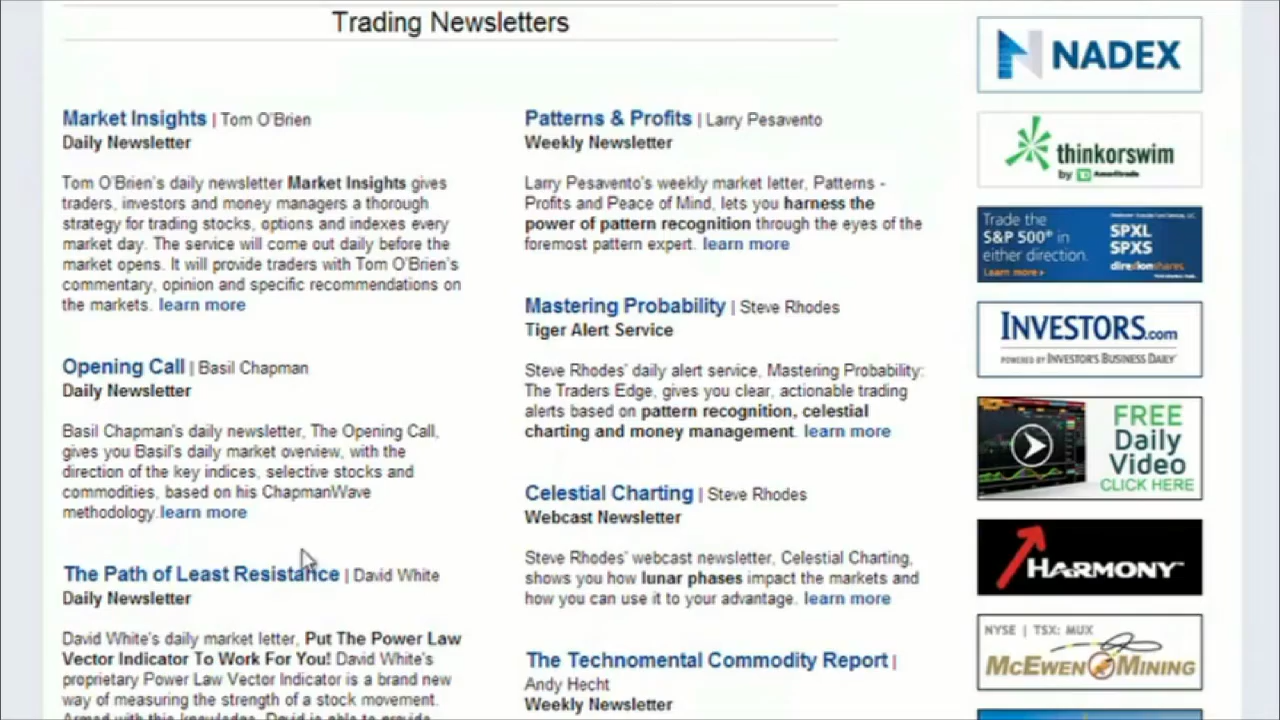 Trading Newsletters
Market Insights | Tom O'Brien
Daily Newsletter
Tom O'Brien's daily newsletter Market Insights gives
traders, investors and money managers a thorough
strategy for trading stocks, options and indexes every
market day. The service will come out daily before the
market opens. It will provide traders with Tom O'Brien's
commentary, opinion and specific recommendations on
the markets. learn more
Opening Call | Basil Chapman
Daily Newsletter
Basil Chapman's daily newsletter, The Opening Call,
gives you Basil's daily market overview, with the
direction of the key indices, selective stocks and
commodities, based on his ChapmanWave
methodology.learn more
The Path of Least Resistance | David White
Daily Newsletter
David White's daily market letter, Put The Power Law
Vector Indicator To Work For You! David White's
proprietary Power Law Vector Indicator is a brand new
way of measuring the strength of a stock movement.
Patterns & Profits | Larry Pesavento
Weekly Newsletter
Larry Pesavento's weekly market letter, Patterns -
Profits and Peace of Mind, lets you harness the
power of pattern recognition through the eyes of the
foremost pattern expert. learn more
Mastering Probability | Steve Rhodes
Tiger Alert Service
Steve Rhodes' daily alert service, Mastering Probability:
The Traders Edge, gives you clear, actionable trading
alerts based on pattern recognition, celestial
charting and money management. learn more
Celestial Charting | Steve Rhodes
Webcast Newsletter
Steve Rhodes' webcast newsletter, Celestial Charting,
shows you how lunar phases impact the markets and
how you can use it to your advantage. learn more
The Technomental Commodity Report |
Andy Hecht
Weekly Newsletter
NADEX
thinkorswim
by TD Ameritrade
Trade the
S&P 500® in
either direction.
Learn more
SPXL
SPXS
direxionshares
INVESTORS.com
POWERED BY INVESTOR'S BUSINESS DAILY
FREE
Daily
Video
CLICK HERE
HARMONY
NYSE | TSX: MUX
MCEWEN MINING